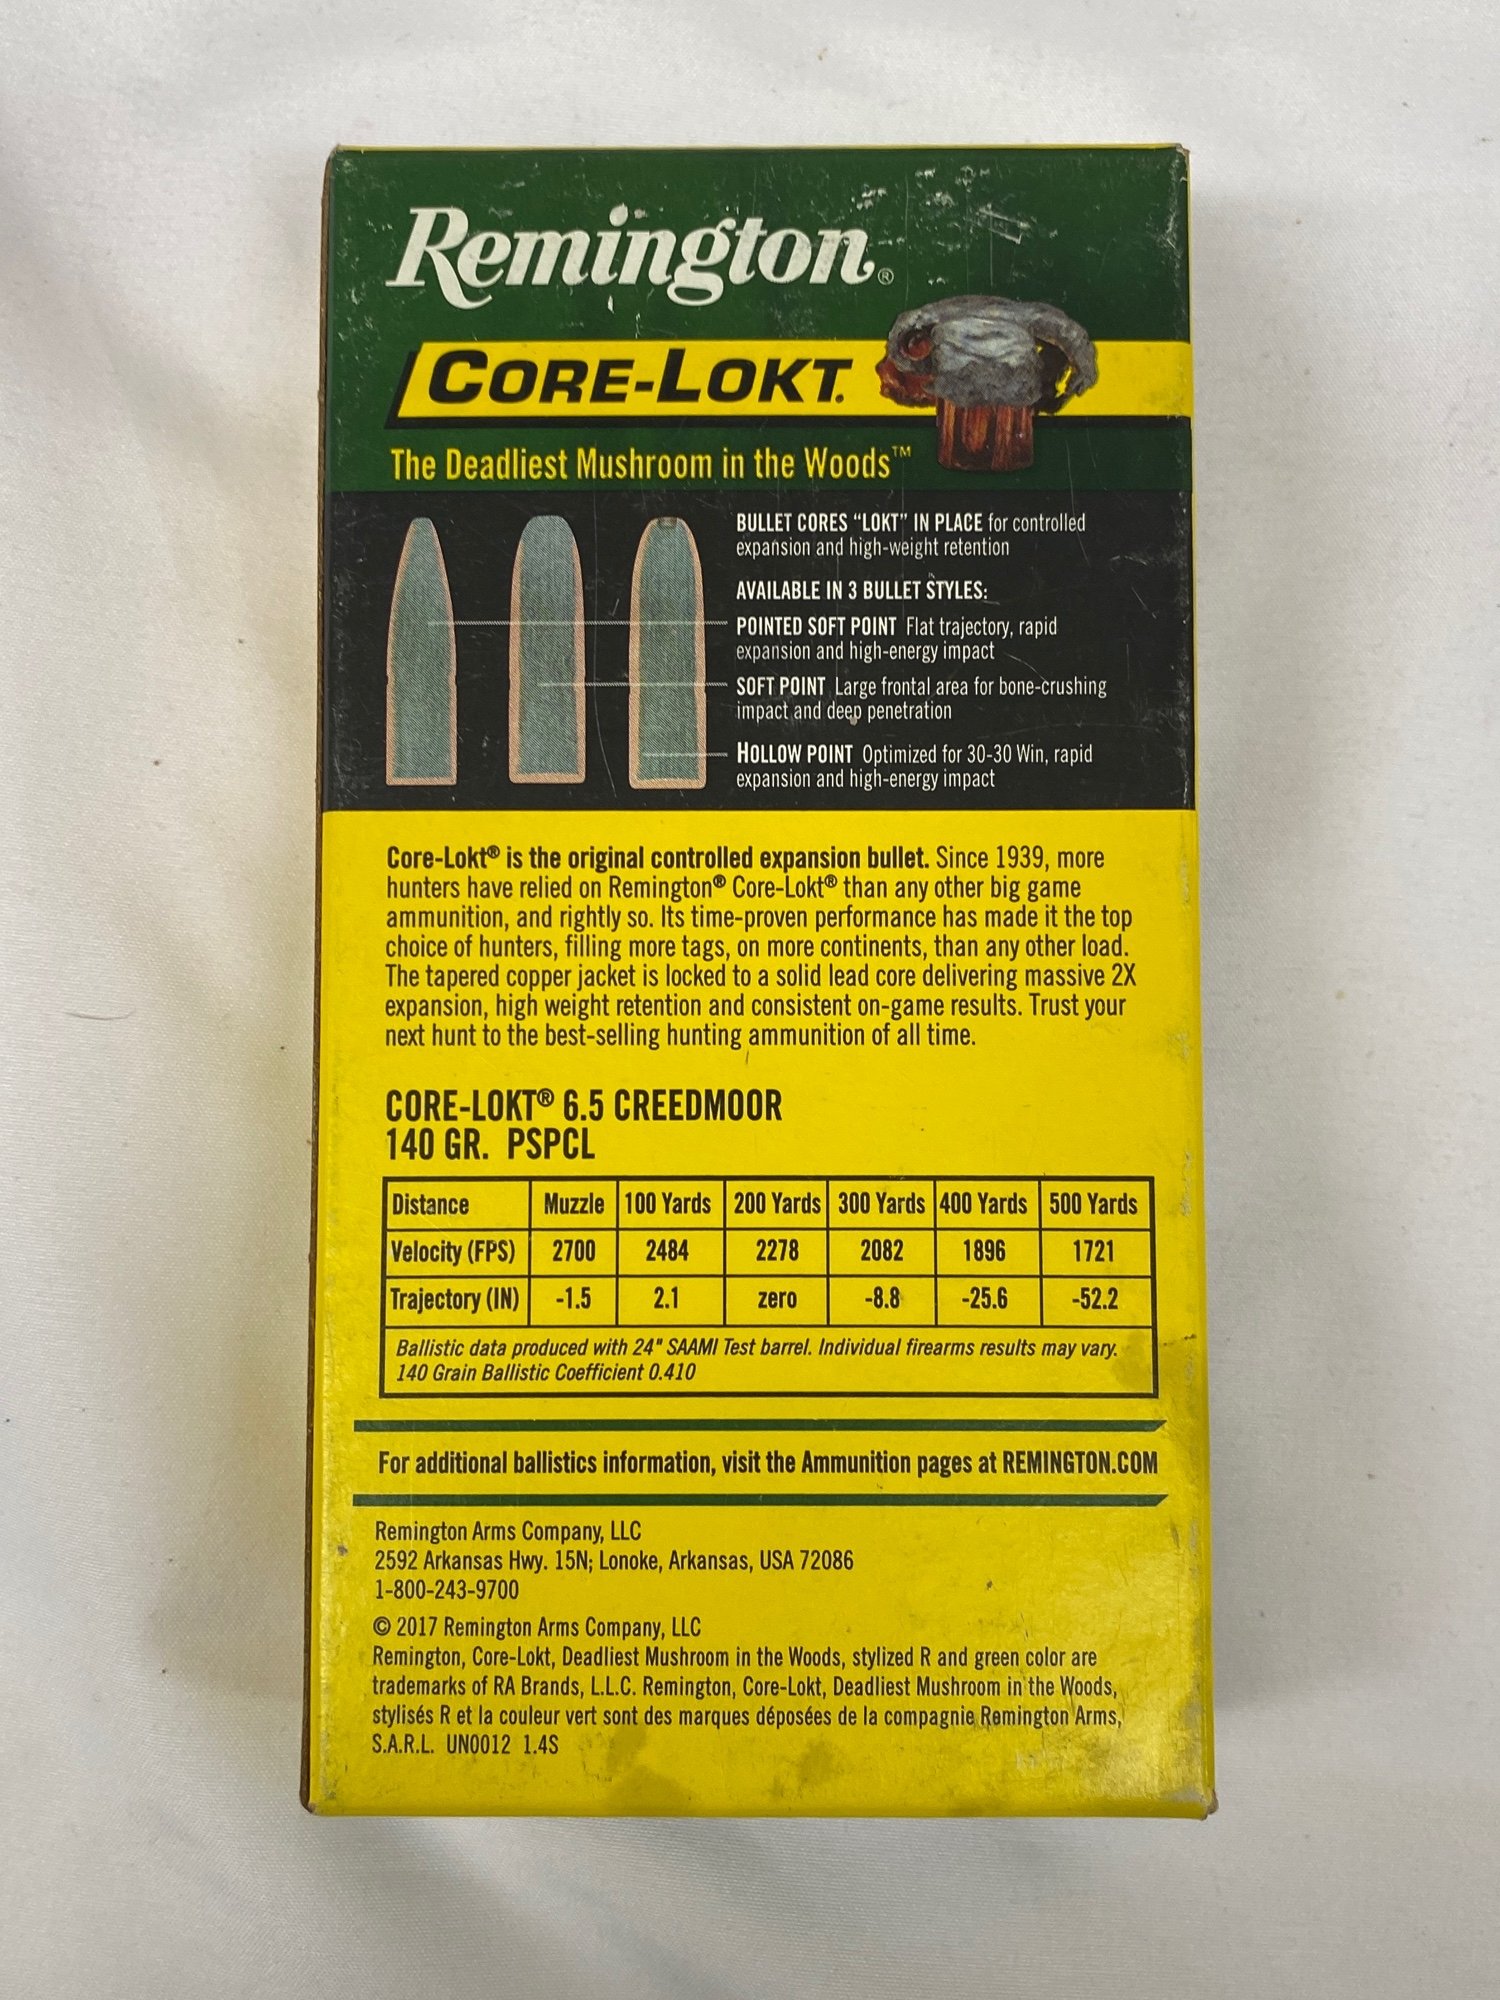 Remington®
CORE-LOKT®
The Deadliest Mushroom in the Woods™
BULLET CORES “LOKT” IN PLACE for controlled
expansion and high-weight retention
AVAILABLE IN 3 BULLET STYLES:
POINTED SOFT POINT Flat trajectory, rapid
expansion and high-energy impact
SOFT POINT Large frontal area for bone-crushing
impact and deep penetration
HOLLOW POINT Optimized for 30-30 Win, rapid
expansion and high-energy impact
Core-Lokt® is the original controlled expansion bullet. Since 1939, more
hunters have relied on Remington® Core-Lokt® than any other big game
ammunition, and rightly so. Its time-proven performance has made it the top
choice of hunters, filling more tags, on more continents, than any other load.
The tapered copper jacket is locked to a solid lead core delivering massive 2X
expansion, high weight retention and consistent on-game results. Trust your
next hunt to the best-selling hunting ammunition of all time.
CORE-LOKT® 6.5 CREEDMOOR
140 GR. PSPCL
Distance Muzzle 100 Yards 200 Yards 300 Yards 400 Yards 500 Yards
Velocity (FPS) 2700 2484 2278 2082 1896 1721
Trajectory (IN) -1.5 2.1 zero -8.8 -25.6 -52.2
Ballistic data produced with 24" SAAMI Test barrel. Individual firearms results may vary.
140 Grain Ballistic Coefficient 0.410
For additional ballistics information, visit the Ammunition pages at REMINGTON.COM
Remington Arms Company, LLC
2592 Arkansas Hwy. 15N; Lonoke, Arkansas, USA 72086
1-800-243-9700
© 2017 Remington Arms Company, LLC
Remington, Core-Lokt, Deadliest Mushroom in the Woods, stylized R and green color are
trademarks of RA Brands, L.L.C. Remington, Core-Lokt, Deadliest Mushroom in the Woods,
stylisés R et la couleur vert sont des marques déposées de la compagnie Remington Arms,
S.A.R.L. UN0012 1.4S